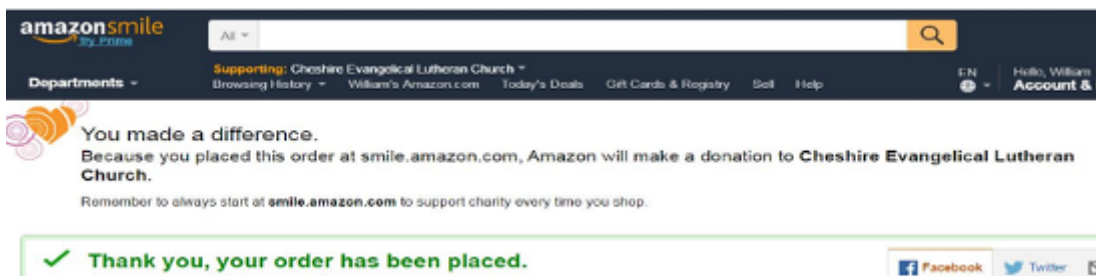 amazonsmile
Try Prime
All
Supporting: Cheshire Evangelical Lutheran Church
Departments
Browsing History William's Amazon.com Today's Deals Gift Cards & Registry Sell Help
EN
Hello, William
Account &
You made a difference.
Because you placed this order at smile.amazon.com, Amazon will make a donation to Cheshire Evangelical Lutheran
Church.
Remember to always start at smile.amazon.com to support charity every time you shop.
Thank you, your order has been placed.
Facebook Twitter